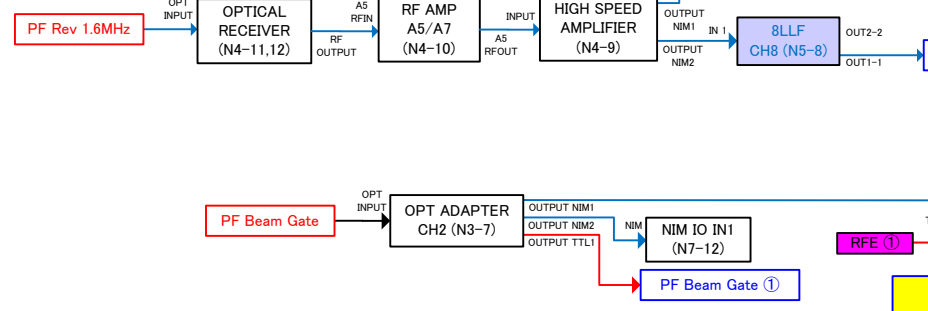 OPT
INPUT
PF Rev 1.6MHz
OPTICAL
RECEIVER
(N4-11,12)
RF
OUTPUT
A5
RFIN
RF AMP
A5/A7
(N4-10)
A5
RFOUT
INPUT
HIGH SPEED
AMPLIFIER
(N4-9)
OUTPUT
NIM1
OUTPUT
NIM2
IN 1
8LLF
CH8 (N5-8)
OUT2-2
OUT1-1
PF Beam Gate
OPT
INPUT
OPT ADAPTER
CH2 (N3-7)
OUTPUT NIM1
OUTPUT NIM2
OUTPUT TTL1
NIM
NIM IO IN1
(N7-12)
PF Beam Gate ①
RFE ①